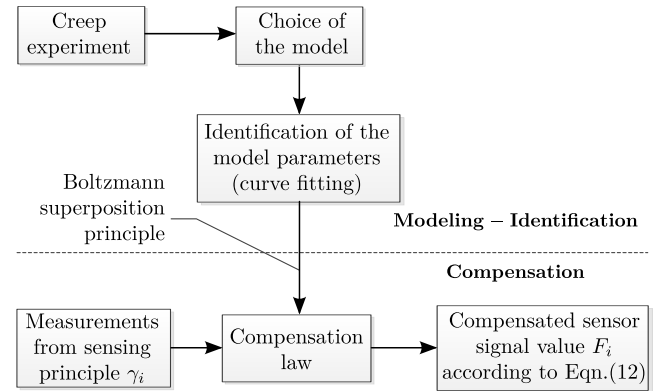 Creep
experiment
Choice of
the model
Identification of the
model parameters
(curve fitting)
Boltzmann
superposition
principle
Modeling – Identification
Compensation
Measurements
from sensing
principle γᵢ
Compensation
law
Compensated sensor
signal value Fᵢ
according to Eqn.(12)